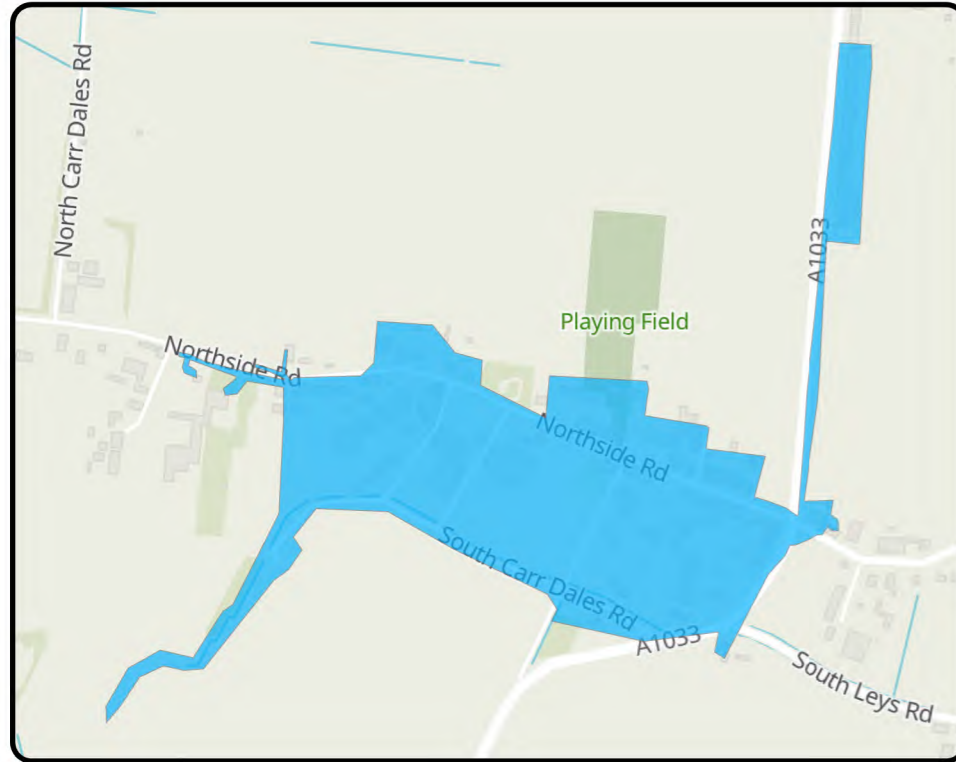 North Carr Dales Rd
A1033
Playing Field
Northside Rd
Northside Rd
South Carr Dales Rd
A1033
South Leys Rd